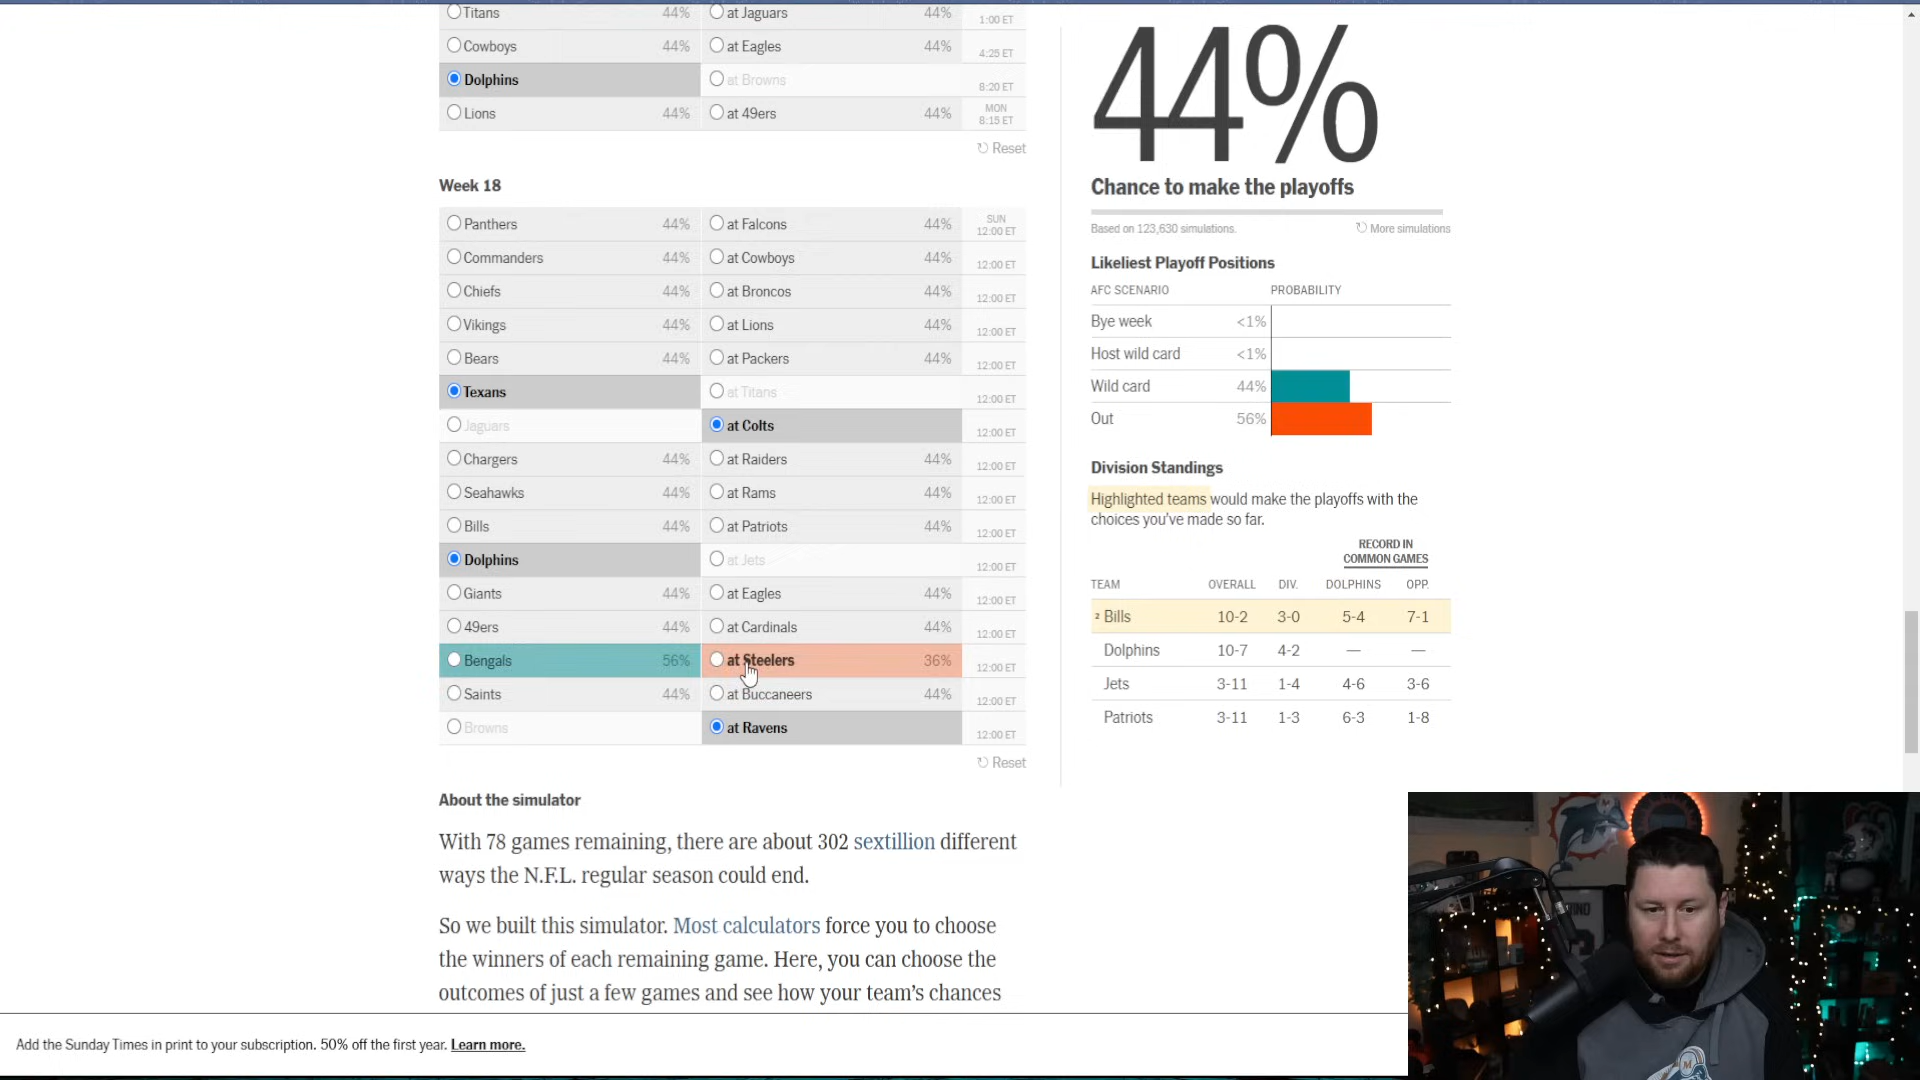 Titans 44% at Jaguars 44% 1:00 ET
Cowboys 44% at Eagles 44% 4:25 ET
Dolphins at Browns 8:20 ET
Lions 44% at 49ers 44% MON 8:15 ET
Reset
Week 18
Panthers 44% at Falcons 44% SUN 12:00 ET
Commanders 44% at Cowboys 44% 12:00 ET
Chiefs 44% at Broncos 44% 12:00 ET
Vikings 44% at Lions 44% 12:00 ET
Bears 44% at Packers 44% 12:00 ET
Texans at Titans 12:00 ET
Jaguars at Colts 12:00 ET
Chargers 44% at Raiders 44% 12:00 ET
Seahawks 44% at Rams 44% 12:00 ET
Bills 44% at Patriots 44% 12:00 ET
Dolphins at Jets 12:00 ET
Giants 44% at Eagles 44% 12:00 ET
49ers 44% at Cardinals 44% 12:00 ET
Bengals 56% at Steelers 36% 12:00 ET
Saints 44% at Buccaneers 44% 12:00 ET
Browns at Ravens 12:00 ET
Reset
About the simulator
With 78 games remaining, there are about 302 sextillion different
ways the N.F.L. regular season could end.
So we built this simulator. Most calculators force you to choose
the winners of each remaining game. Here, you can choose the
outcomes of just a few games and see how your team's chances
44%
Chance to make the playoffs
Based on 123,630 simulations. More simulations
Likeliest Playoff Positions
AFC SCENARIO PROBABILITY
Bye week <1%
Host wild card <1%
Wild card 44%
Out 56%
Division Standings
Highlighted teams would make the playoffs with the
choices you've made so far.
RECORD IN
COMMON GAMES
TEAM OVERALL DIV. DOLPHINS OPP.
2 Bills 10-2 3-0 5-4 7-1
Dolphins 10-7 4-2 — —
Jets 3-11 1-4 4-6 3-6
Patriots 3-11 1-3 6-3 1-8
Add the Sunday Times in print to your subscription. 50% off the first year. Learn more.